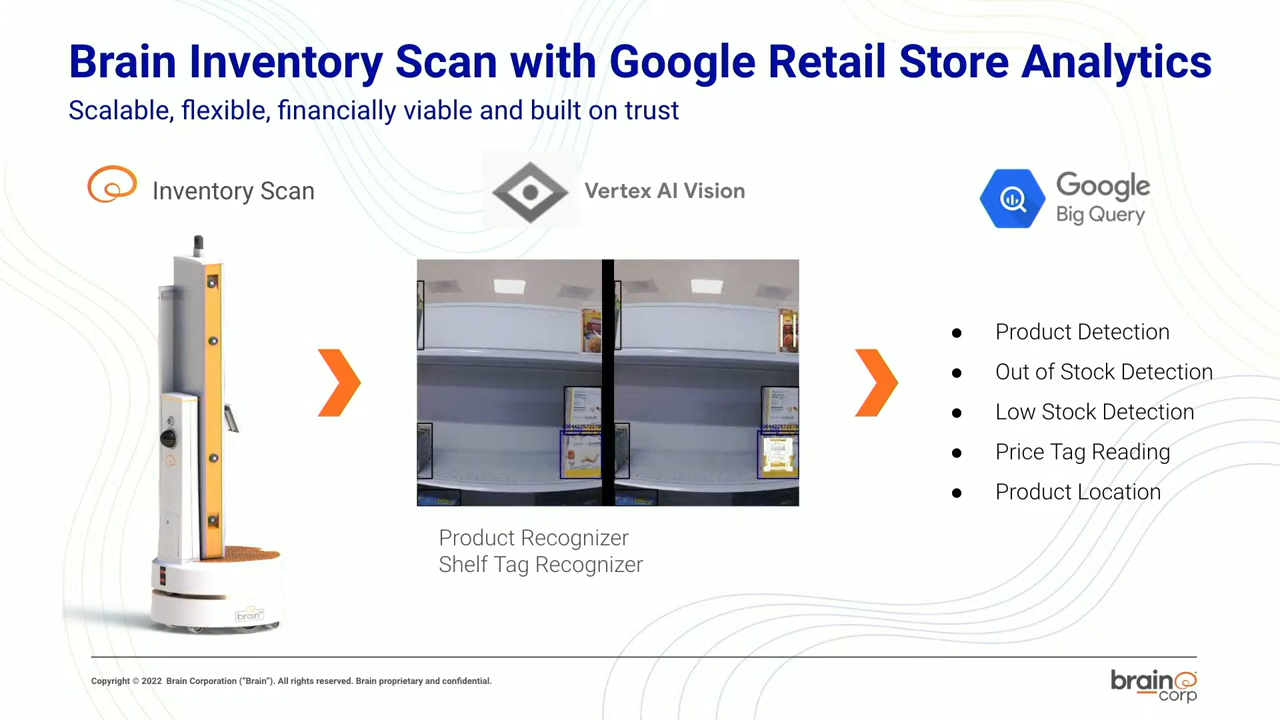 Brain Inventory Scan with Google Retail Store Analytics
Scalable, flexible, financially viable and built on trust
Inventory Scan
Vertex AI Vision
Google
Big Query
● Product Detection
● Out of Stock Detection
● Low Stock Detection
● Price Tag Reading
● Product Location
Product Recognizer
Shelf Tag Recognizer
brain
Copyright © 2022 Brain Corporation ("Brain"). All rights reserved. Brain proprietary and confidential.
brain
corp